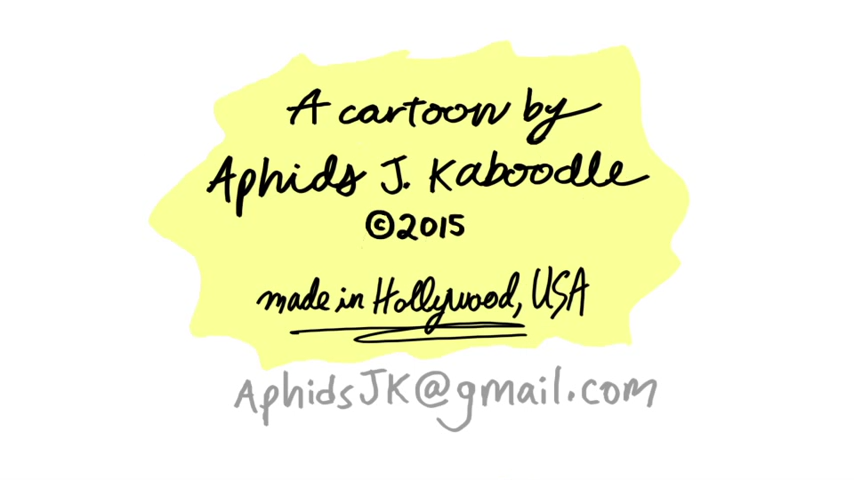 A cartoon by
Aphids J. Kaboodle
©2015
made in Hollywood, USA
AphidsJK@gmail.com